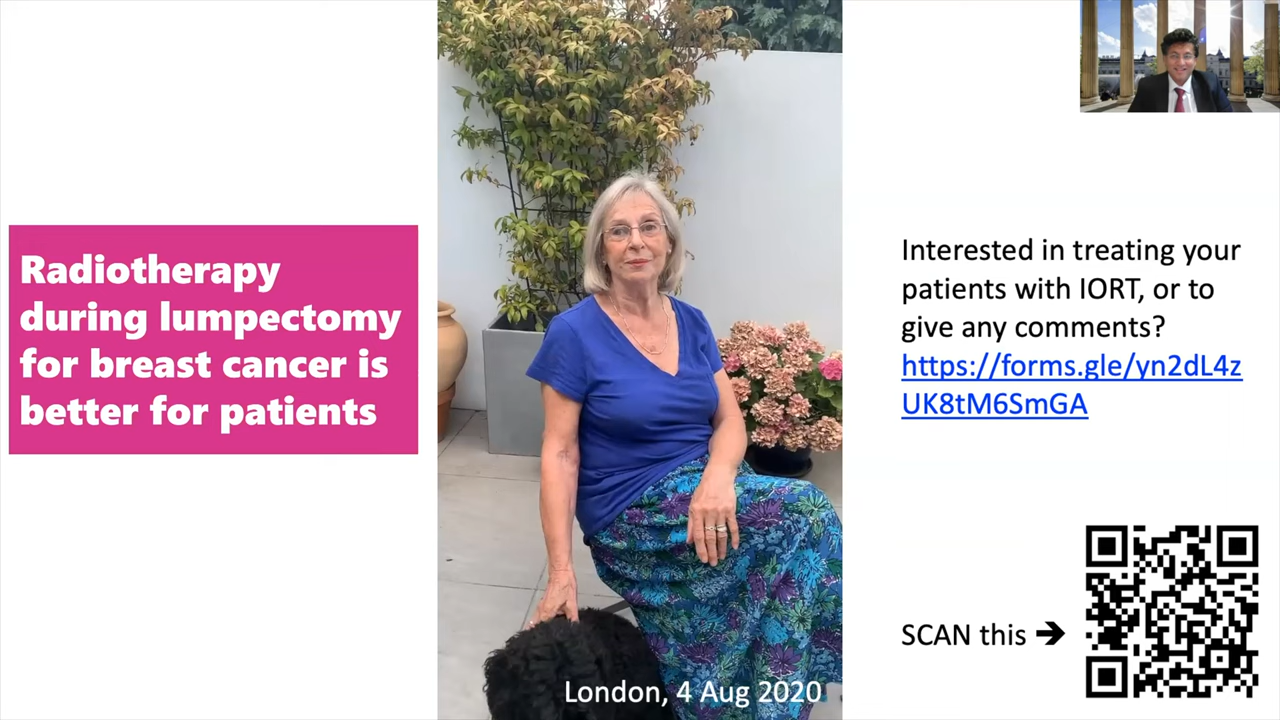 Radiotherapy
during lumpectomy
for breast cancer is
better for patients
London, 4 Aug 2020
Interested in treating your
patients with IORT, or to
give any comments?
https://forms.gle/yn2dL4z
UK8tM6SmGA
SCAN this ➔